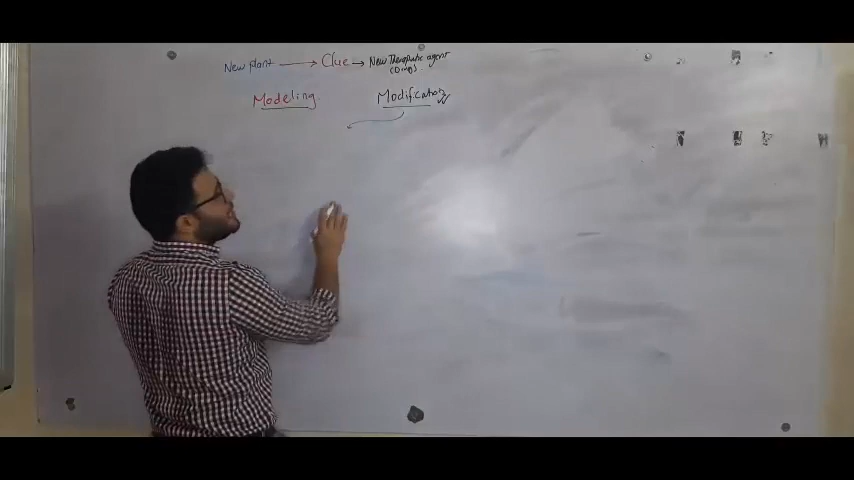 New plant → Clue → New Therapeutic agent
(Drug)
Modeling Modification